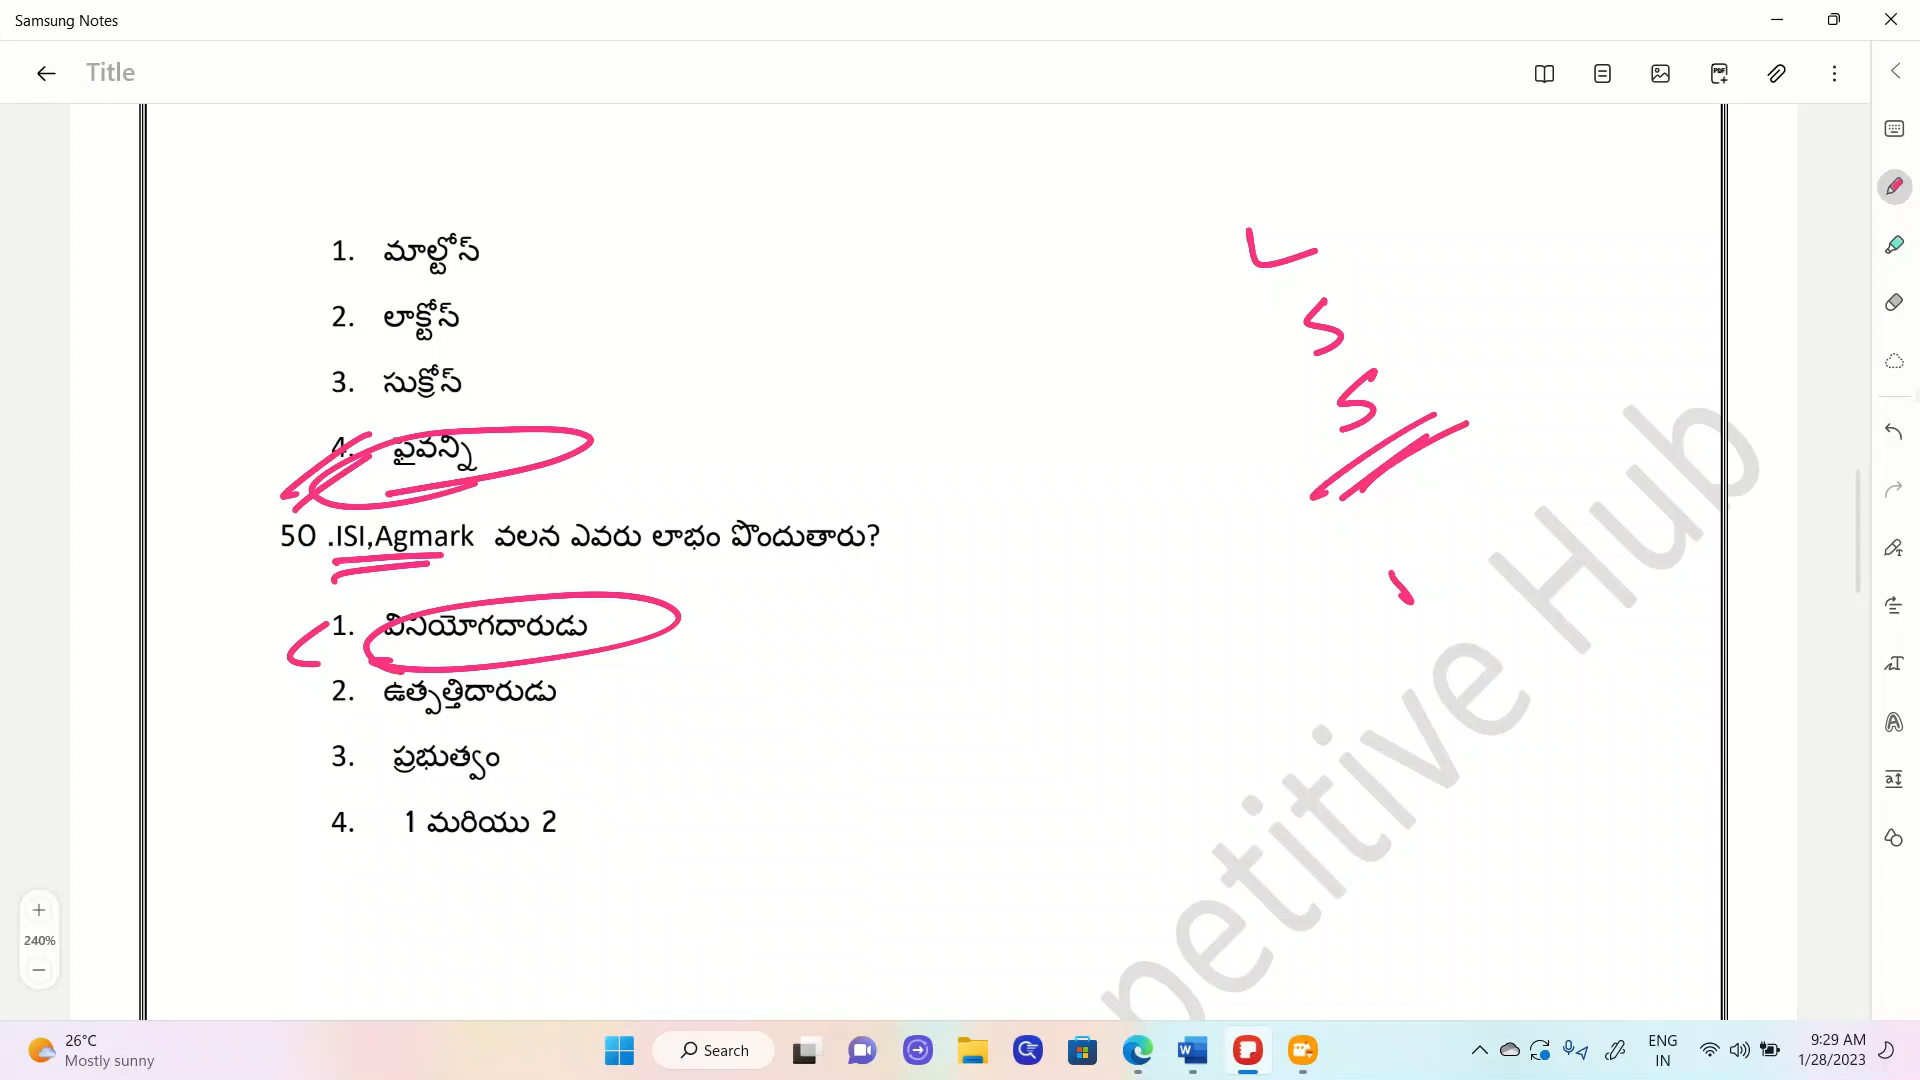 Samsung Notes
Title
1. మాల్టోస్
2. లాక్టోస్
3. సుక్రోస్
4. పైవన్ని
50 .ISI,Agmark వలన ఎవరు లాభం పొందుతారు?
1. వినియోగదారుడు
2. ఉత్పత్తిదారుడు
3. ప్రభుత్వం
4. 1 మరియు 2
petitive Hub
240%
26°C
Mostly sunny
Search
ENG
IN
9:29 AM
1/28/2023